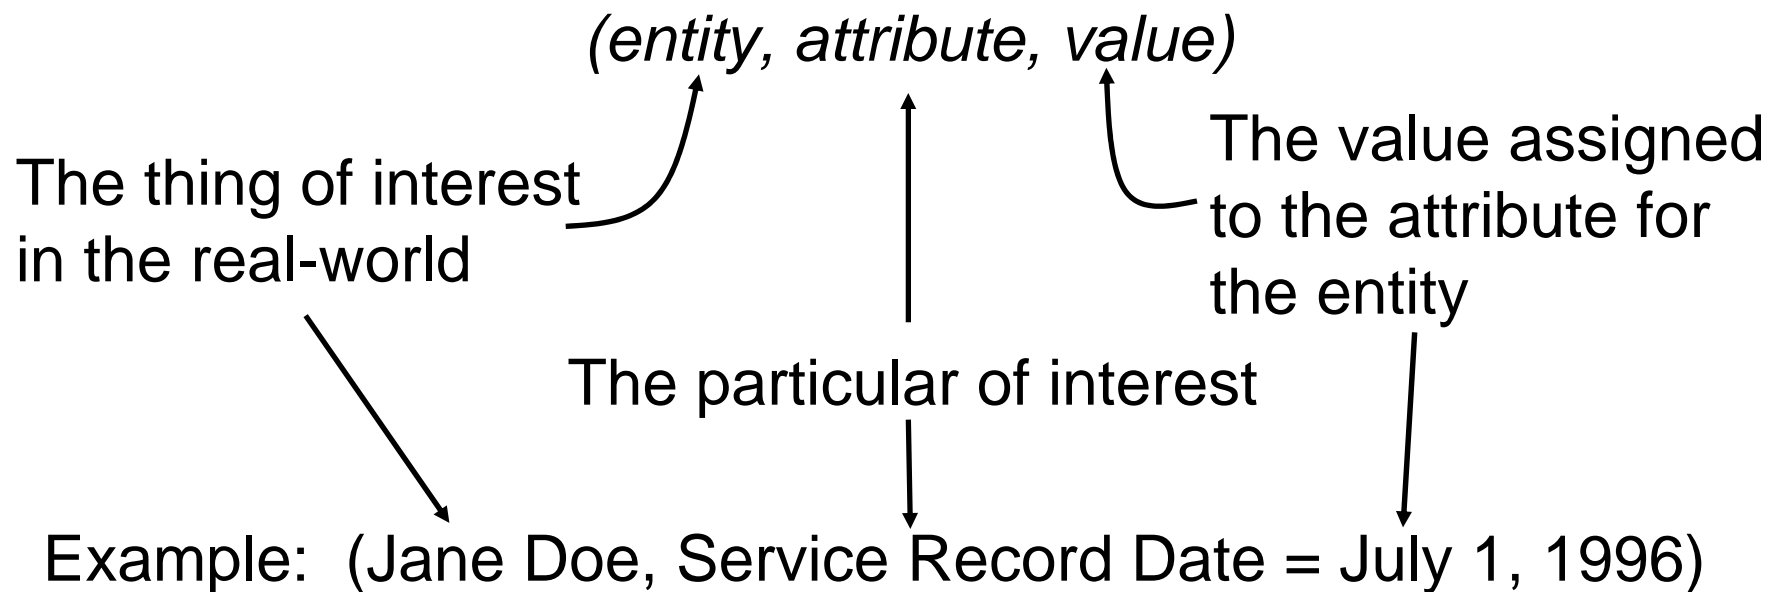 (entity, attribute, value)
The thing of interest
in the real-world
The value assigned
to the attribute for
the entity
The particular of interest
Example: (Jane Doe, Service Record Date = July 1, 1996)